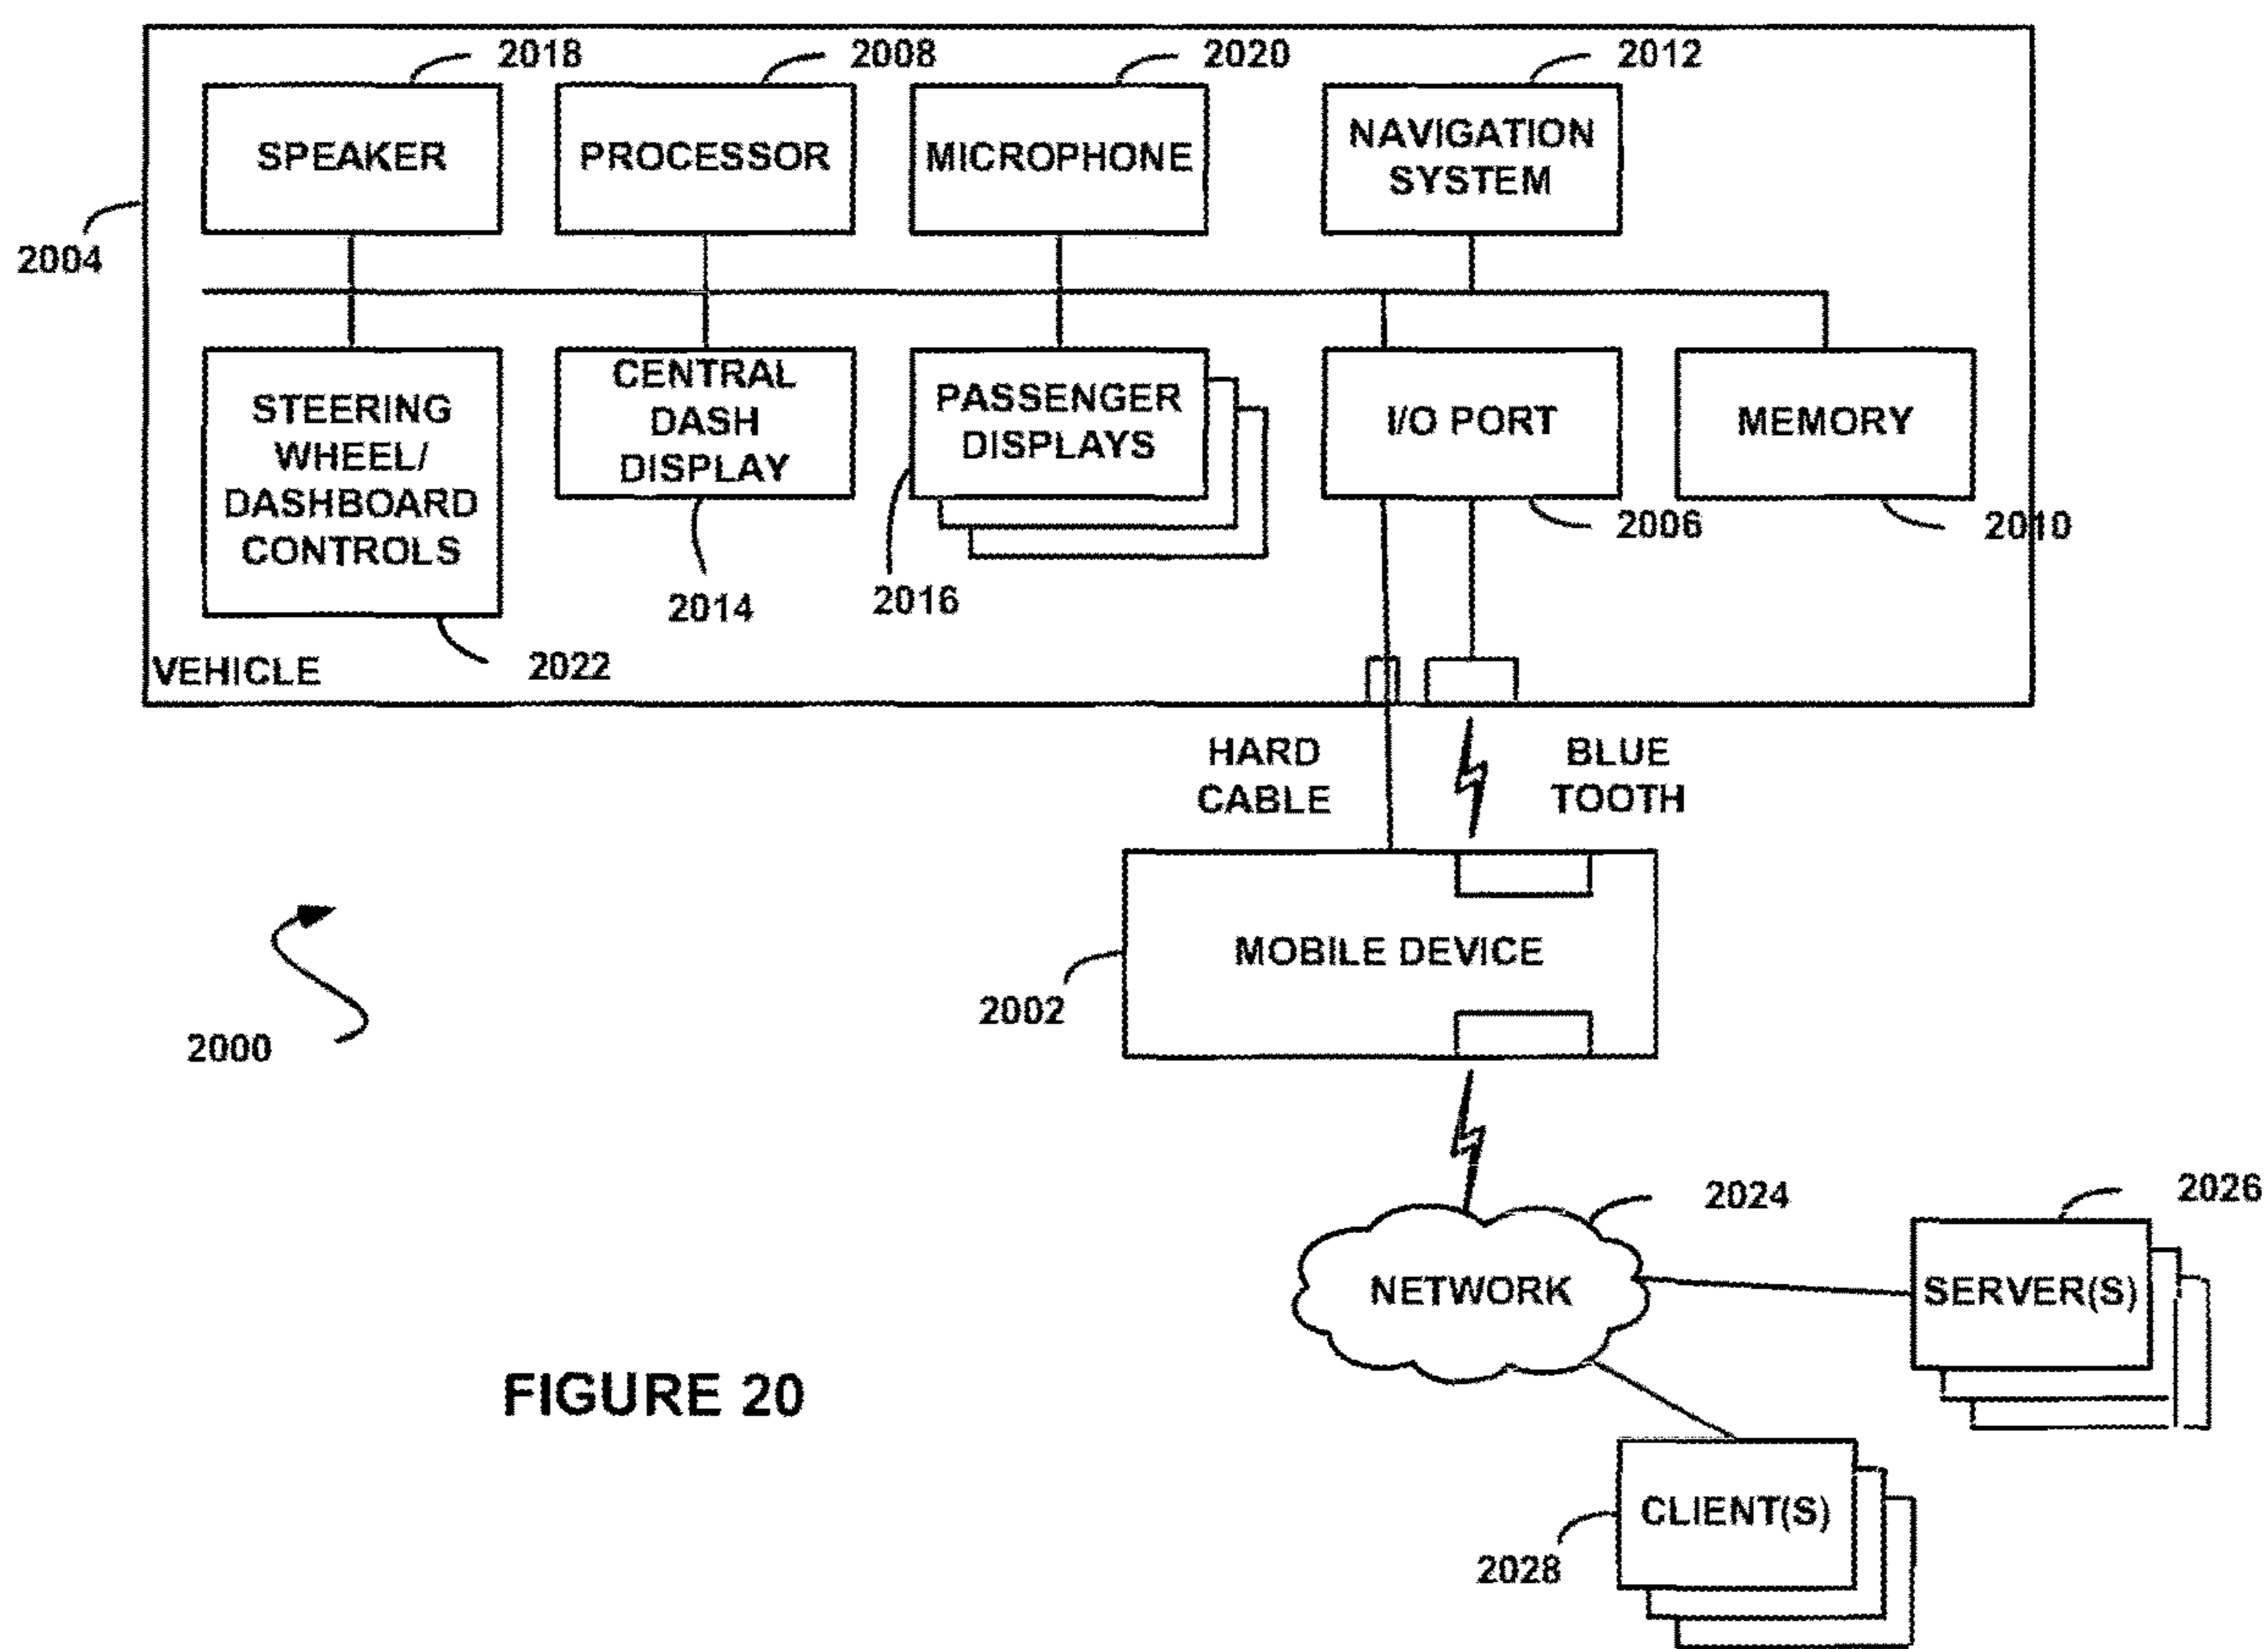 2018
2008
2020
2012
SPEAKER
PROCESSOR
MICROPHONE
NAVIGATION
SYSTEM
2004
STEERING
WHEEL/
DASHBOARD
CONTROLS
CENTRAL
DASH
DISPLAY
PASSENGER
DISPLAYS
I/O PORT
MEMORY
2006
2010
2014
2016
2022
VEHICLE
HARD
CABLE
BLUE
TOOTH
MOBILE DEVICE
2002
2000
2024
2026
NETWORK
SERVER(S)
FIGURE 20
CLIENT(S)
2028